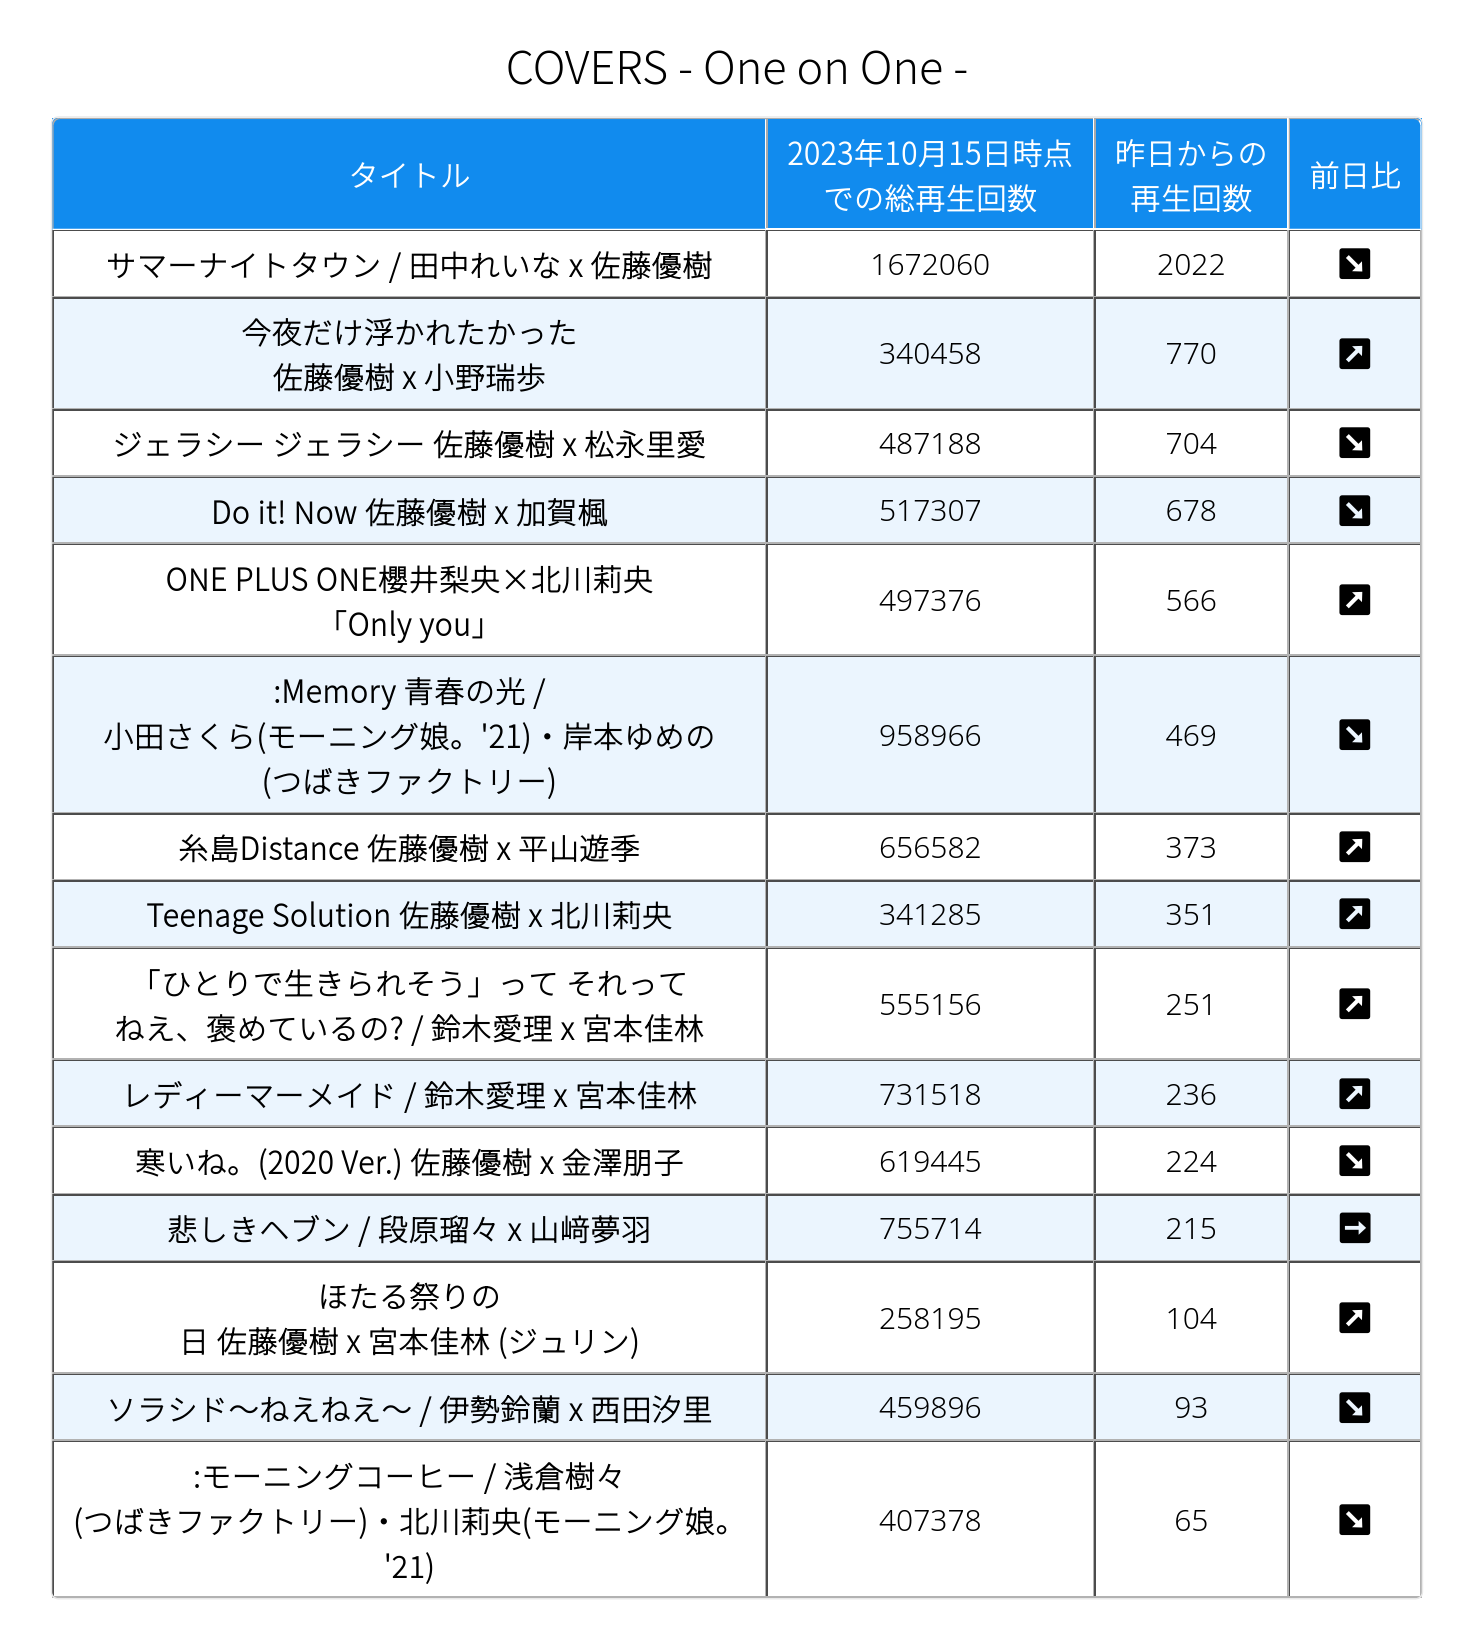 COVERS - One on One -
タイトル
2023年10月15日時点
での総再生回数
昨日からの
再生回数
前日比
サマーナイトタウン / 田中れいな x 佐藤優樹
1672060
2022
↘
今夜だけ浮かれたかった
佐藤優樹 x 小野瑞歩
340458
770
↗
ジェラシー ジェラシー 佐藤優樹 x 松永里愛
487188
704
↘
Do it! Now 佐藤優樹 x 加賀楓
517307
678
↘
ONE PLUS ONE櫻井梨央×北川莉央
「Only you」
497376
566
↗
:Memory 青春の光 /
小田さくら(モーニング娘。'21)・岸本ゆめの
(つばきファクトリー)
958966
469
↘
糸島Distance 佐藤優樹 x 平山遊季
656582
373
↗
Teenage Solution 佐藤優樹 x 北川莉央
341285
351
↗
「ひとりで生きられそう」って それって
ねえ、褒めているの? / 鈴木愛理 x 宮本佳林
555156
251
↗
レディーマーメイド / 鈴木愛理 x 宮本佳林
731518
236
↗
寒いね。(2020 Ver.) 佐藤優樹 x 金澤朋子
619445
224
↘
悲しきヘブン / 段原瑠々 x 山﨑夢羽
755714
215
→
ほたる祭りの
日 佐藤優樹 x 宮本佳林 (ジュリン)
258195
104
↗
ソラシド～ねえねえ～ / 伊勢鈴蘭 x 西田汐里
459896
93
↘
:モーニングコーヒー / 浅倉樹々
(つばきファクトリー)・北川莉央(モーニング娘。
'21)
407378
65
↘